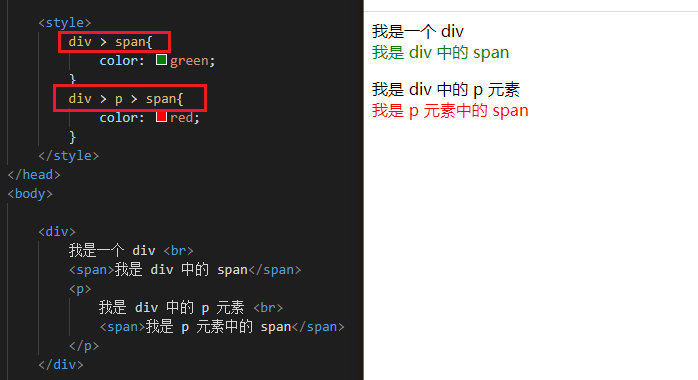 <style>
div > span{
color: green;
}
div > p > span{
color: red;
}
</style>
</head>
<body>
<div>
我是一个 div <br>
<span>我是 div 中的 span</span>
<p>
我是 div 中的 p 元素 <br>
<span>我是 p 元素中的 span</span>
</p>
</div>
我是一个 div
我是 div 中的 span
我是 div 中的 p 元素
我是 p 元素中的 span